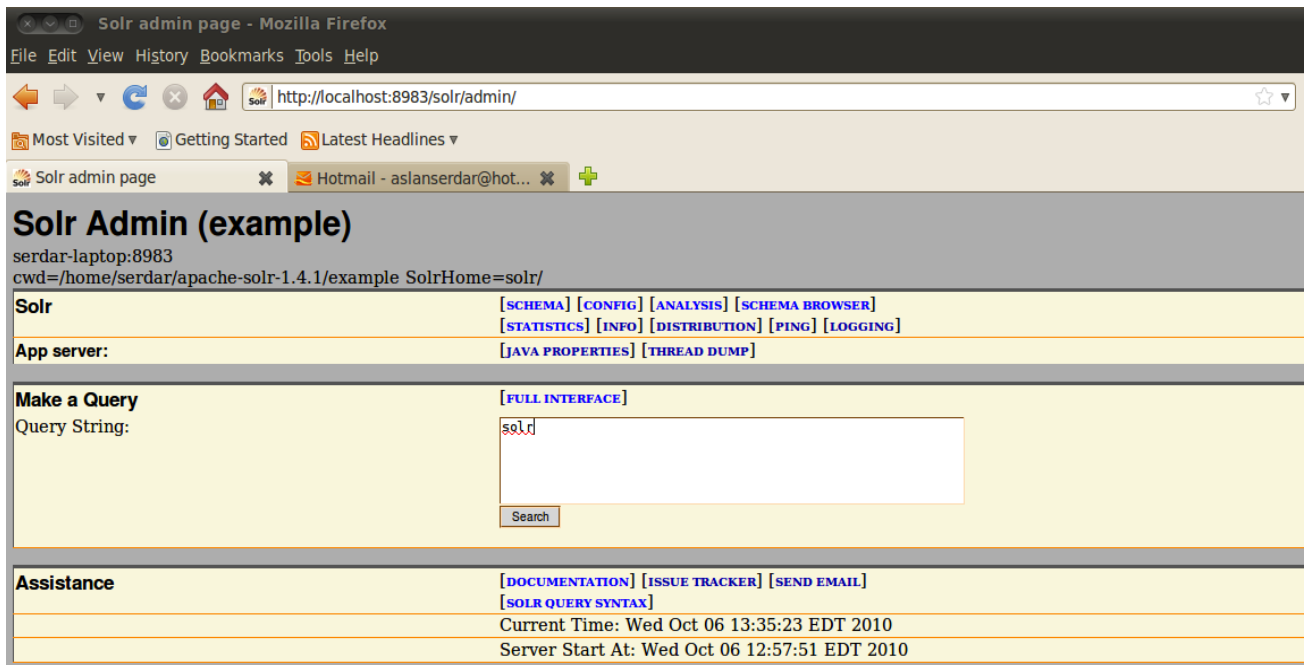 Solr admin page - Mozilla Firefox
File Edit View History Bookmarks Tools Help
Solr http://localhost:8983/solr/admin/
Most Visited Getting Started Latest Headlines
Solr Solr admin page Hotmail - aslanserdar@hot...
Solr Admin (example)
serdar-laptop:8983
cwd=/home/serdar/apache-solr-1.4.1/example SolrHome=solr/
Solr [SCHEMA] [CONFIG] [ANALYSIS] [SCHEMA BROWSER]
[STATISTICS] [INFO] [DISTRIBUTION] [PING] [LOGGING]
App server: [JAVA PROPERTIES] [THREAD DUMP]
Make a Query [FULL INTERFACE]
Query String: solr
Search
Assistance [DOCUMENTATION] [ISSUE TRACKER] [SEND EMAIL]
[SOLR QUERY SYNTAX]
Current Time: Wed Oct 06 13:35:23 EDT 2010
Server Start At: Wed Oct 06 12:57:51 EDT 2010